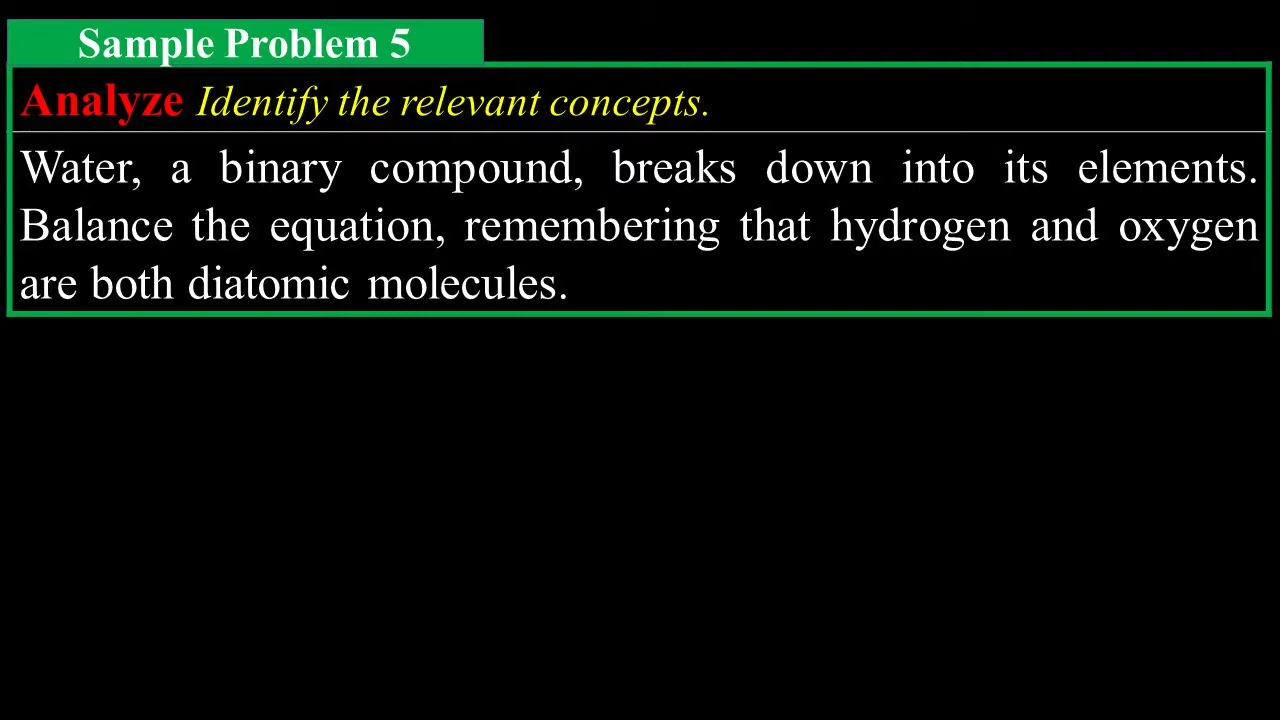 Sample Problem 5
Analyze Identify the relevant concepts.
Water, a binary compound, breaks down into its elements.
Balance the equation, remembering that hydrogen and oxygen
are both diatomic molecules.